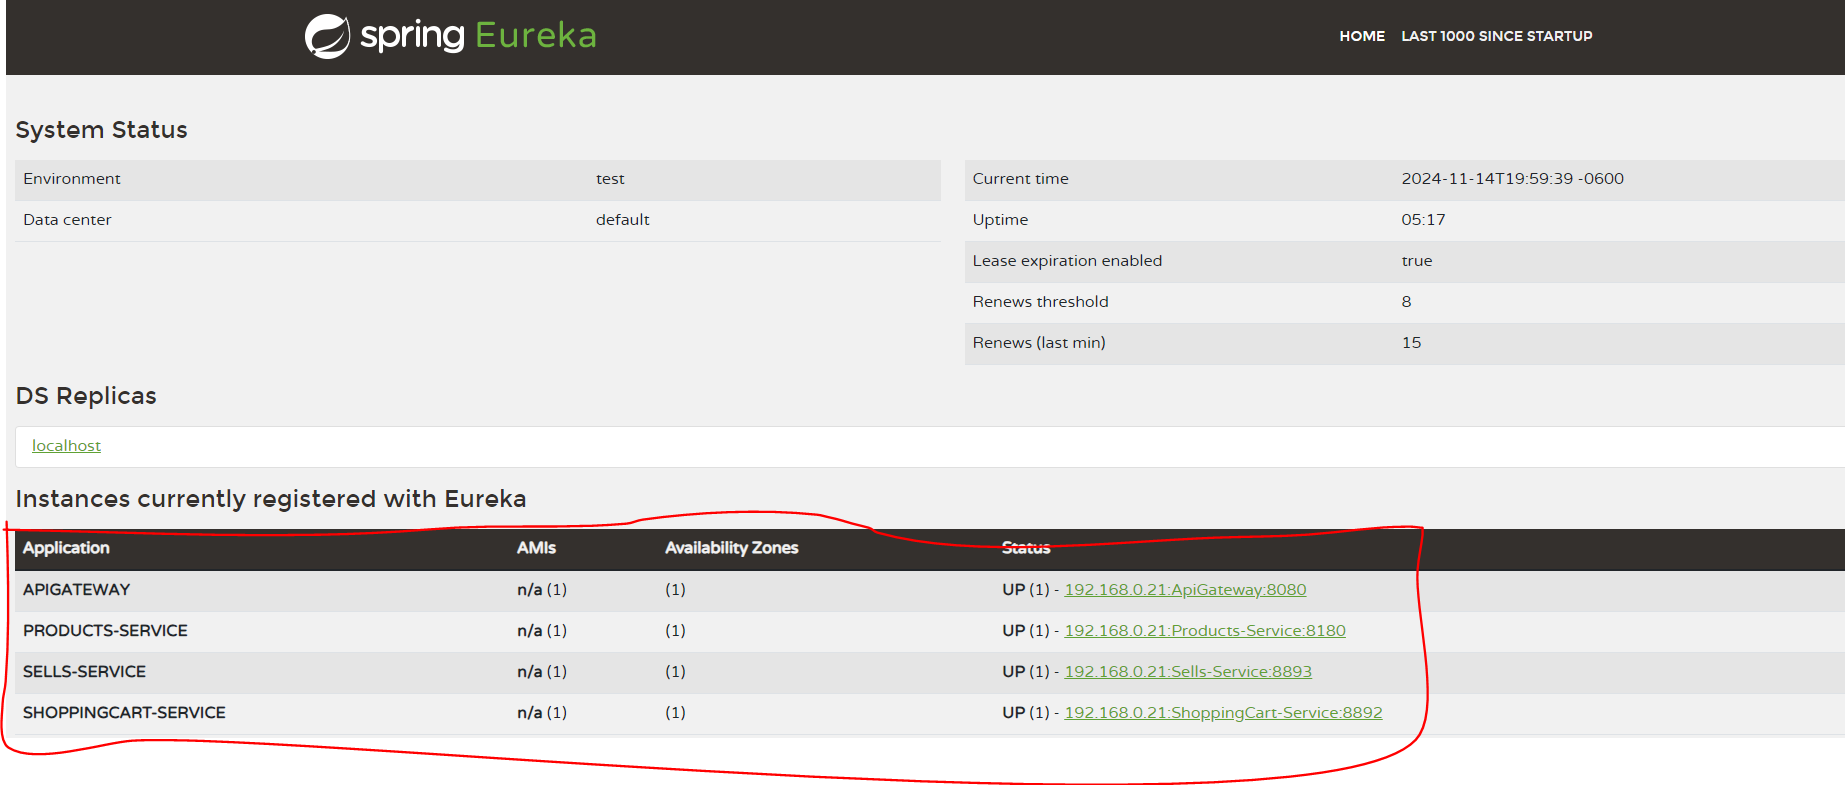 spring Eureka
HOME LAST 1000 SINCE STARTUP
System Status
Environment test
Data center default
Current time 2024-11-14T19:59:39 -0600
Uptime 05:17
Lease expiration enabled true
Renews threshold 8
Renews (last min) 15
DS Replicas
localhost
Instances currently registered with Eureka
Application AMIs Availability Zones Status
APIGATEWAY n/a (1) (1) UP (1) - 192.168.0.21:ApiGateway:8080
PRODUCTS-SERVICE n/a (1) (1) UP (1) - 192.168.0.21:Products-Service:8180
SELLS-SERVICE n/a (1) (1) UP (1) - 192.168.0.21:Sells-Service:8893
SHOPPINGCART-SERVICE n/a (1) (1) UP (1) - 192.168.0.21:ShoppingCart-Service:8892